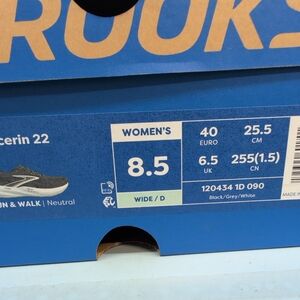 ROOKS
cerin 22
N & WALK | Neutral
WOMEN'S
8.5
WIDE / D
40
EURO
25.5
CM
6.5
UK
255(1.5)
CN
120434 1D 090
Black/Grey/White